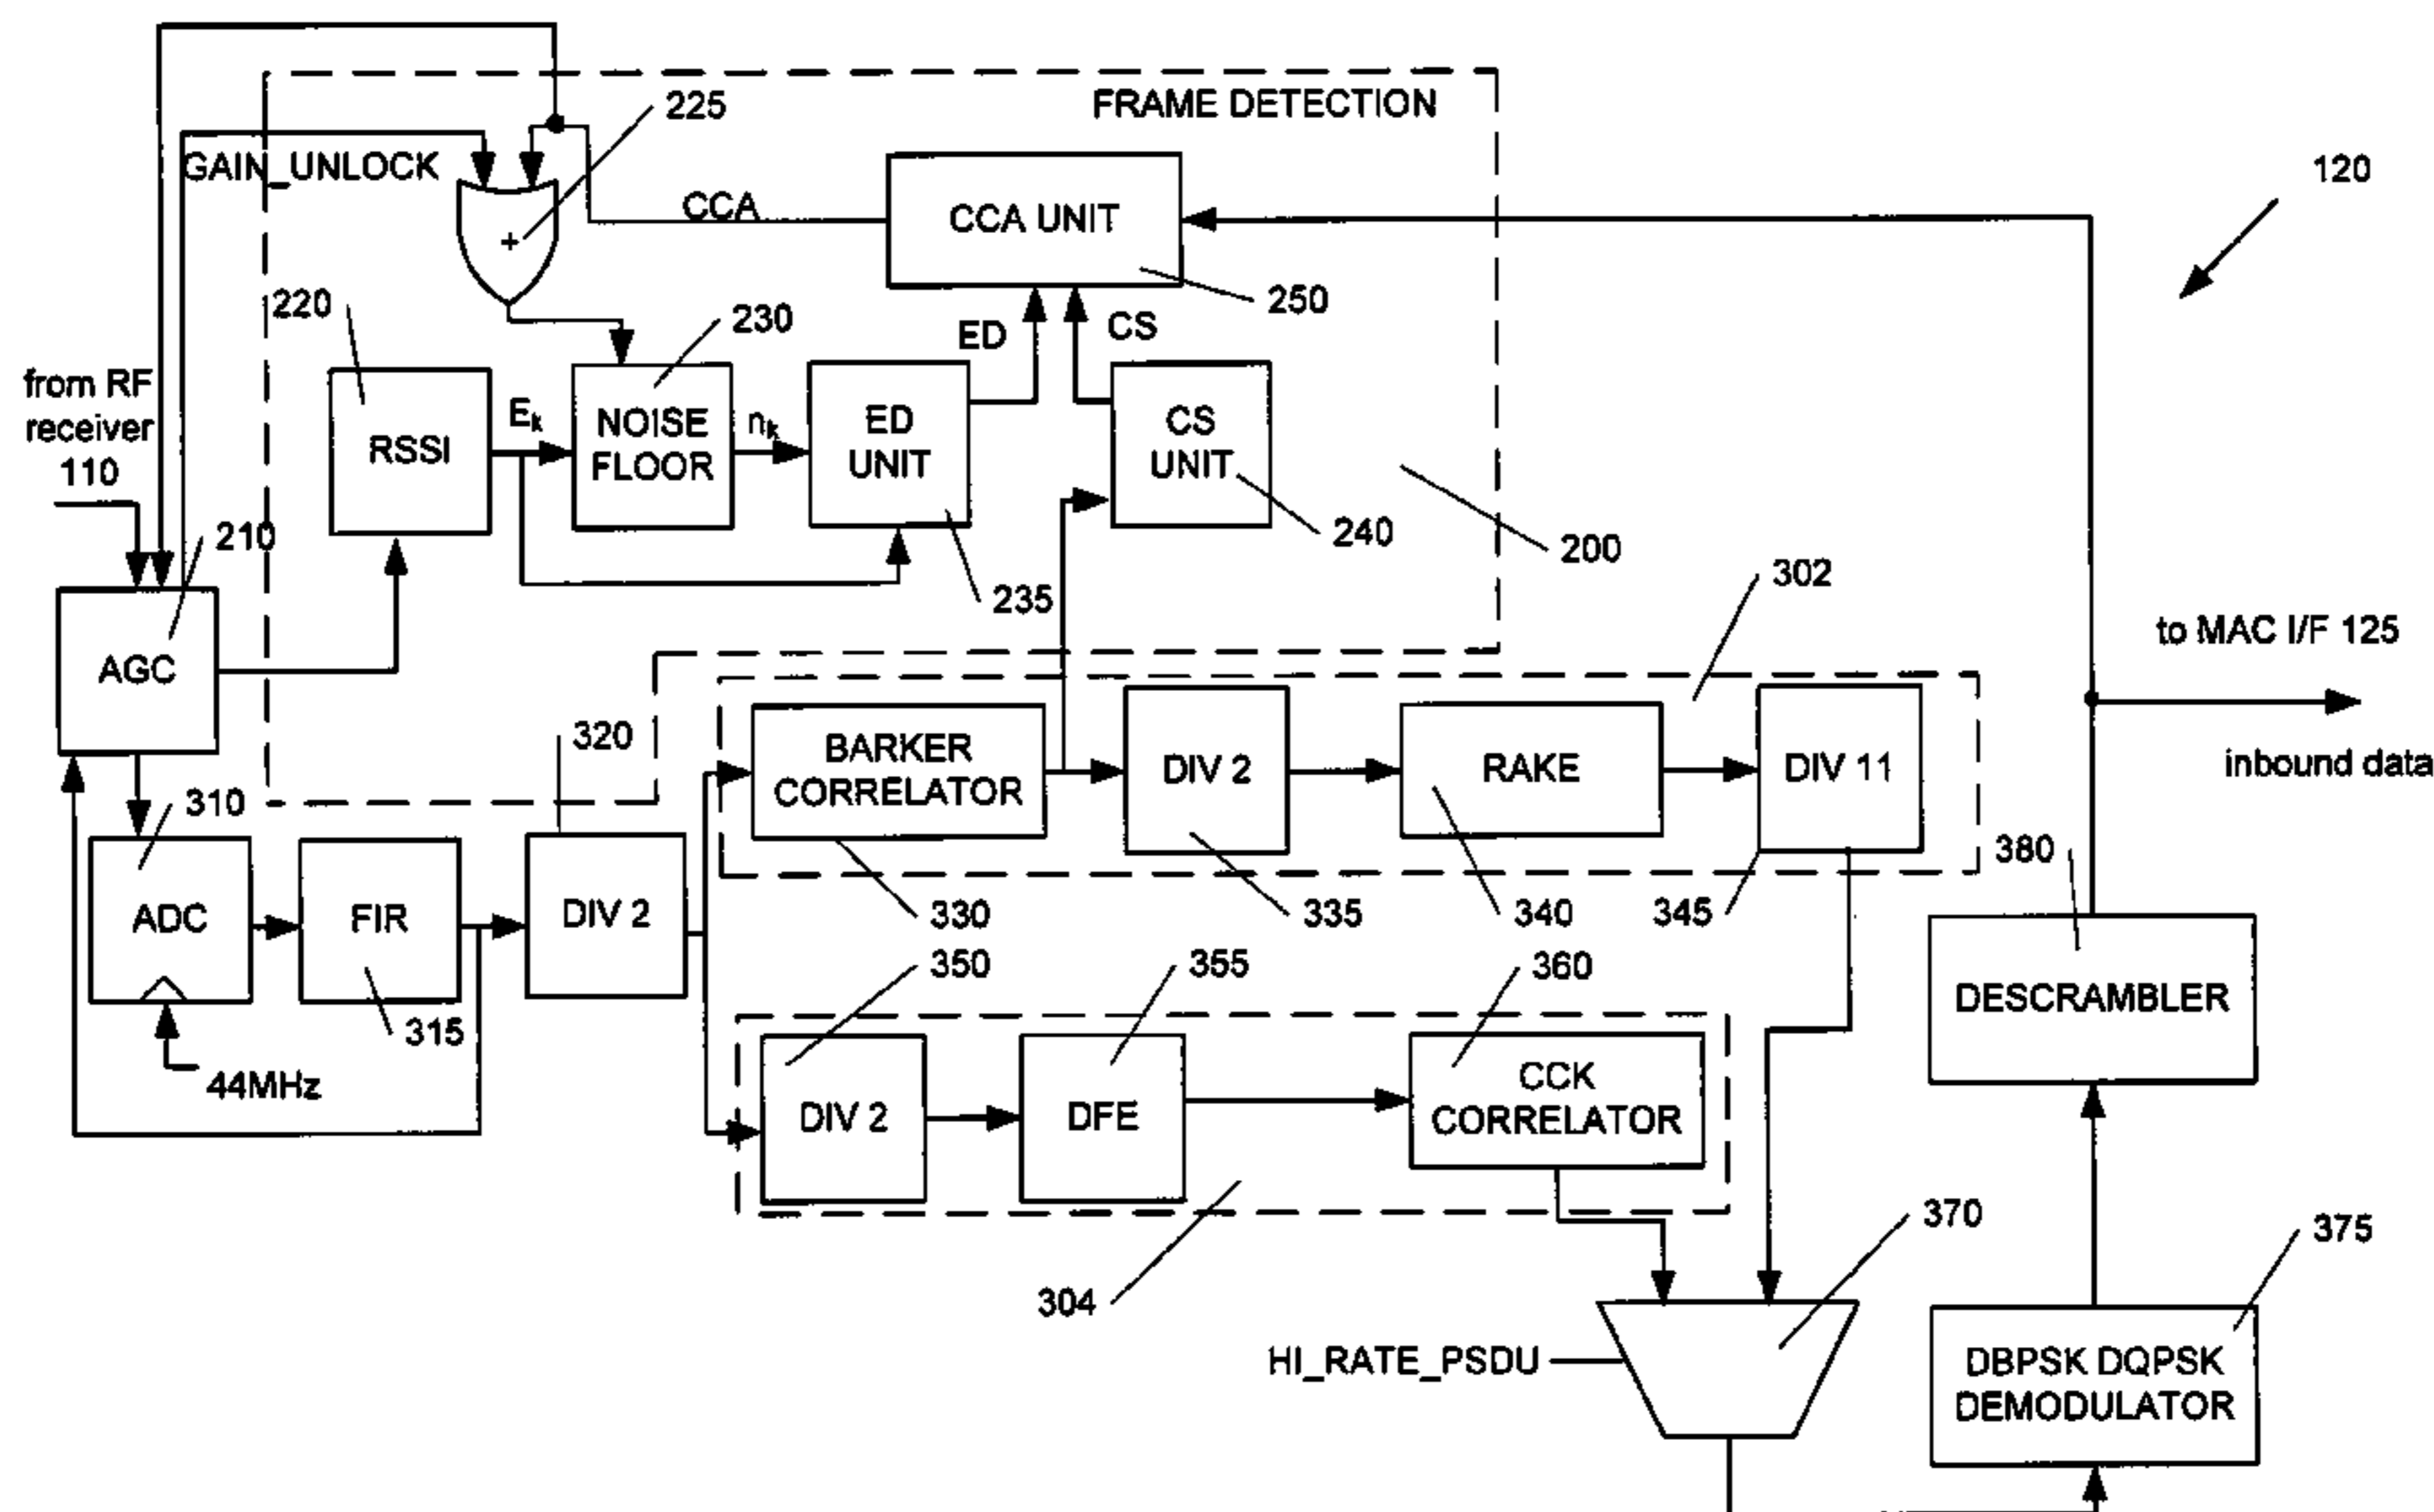 FRAME DETECTION
225
GAIN_UNLOCK
120
CCA
CCA UNIT
250
220
230
ED
CS
from RF
receiver
110
RSSI
Ek
NOISE
FLOOR
nk
ED
UNIT
CS
UNIT
240
200
210
235
302
to MAC I/F 125
AGC
320
BARKER
CORRELATOR
DIV 2
RAKE
DIV 11
inbound data
310
380
ADC
FIR
DIV 2
330
335
340
345
350
355
360
DESCRAMBLER
315
44MHz
DIV 2
DFE
CCK
CORRELATOR
370
375
304
HI_RATE_PSDU
DBPSK DQPSK
DEMODULATOR
+